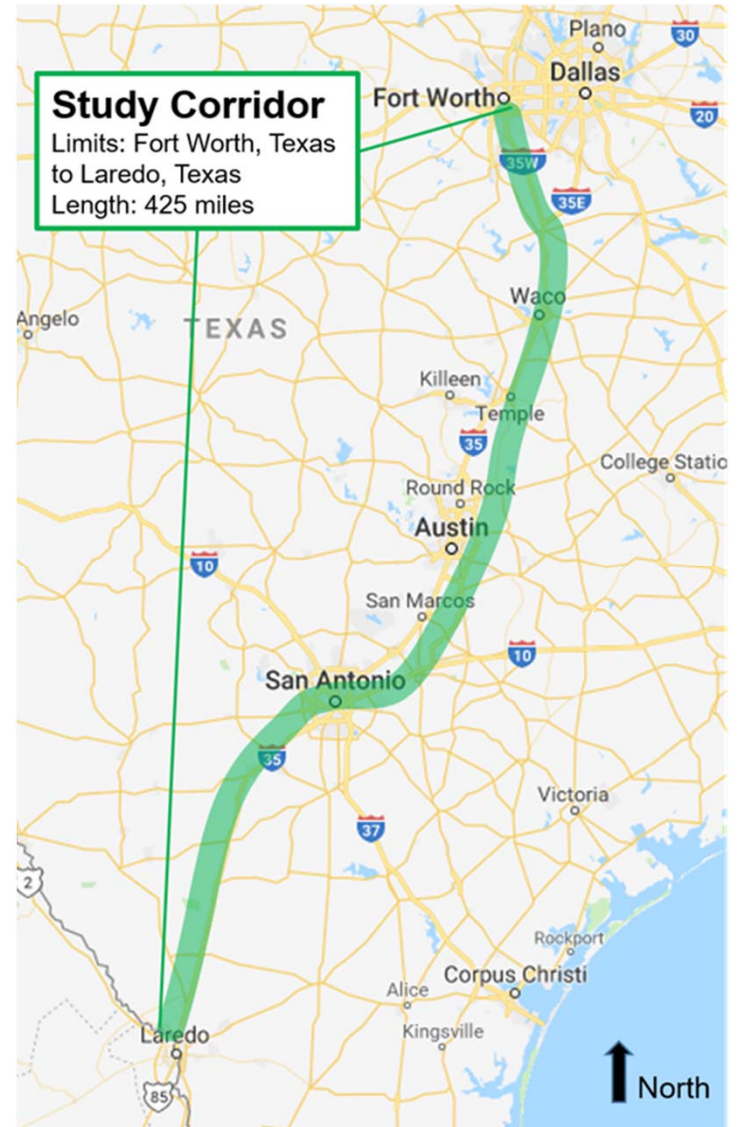 Plano
30
Dallas
Study Corridor
Limits: Fort Worth, Texas
to Laredo, Texas
Length: 425 miles
Fort Worth
20
35W
35E
Waco
Angelo
TEXAS
Killeen
Temple
35
College Statio
Round Rock
Austin
10
San Marcos
10
San Antonio
35
Victoria
37
2
Rockport
Corpus Christi
Alice
Kingsville
Laredo
85
North